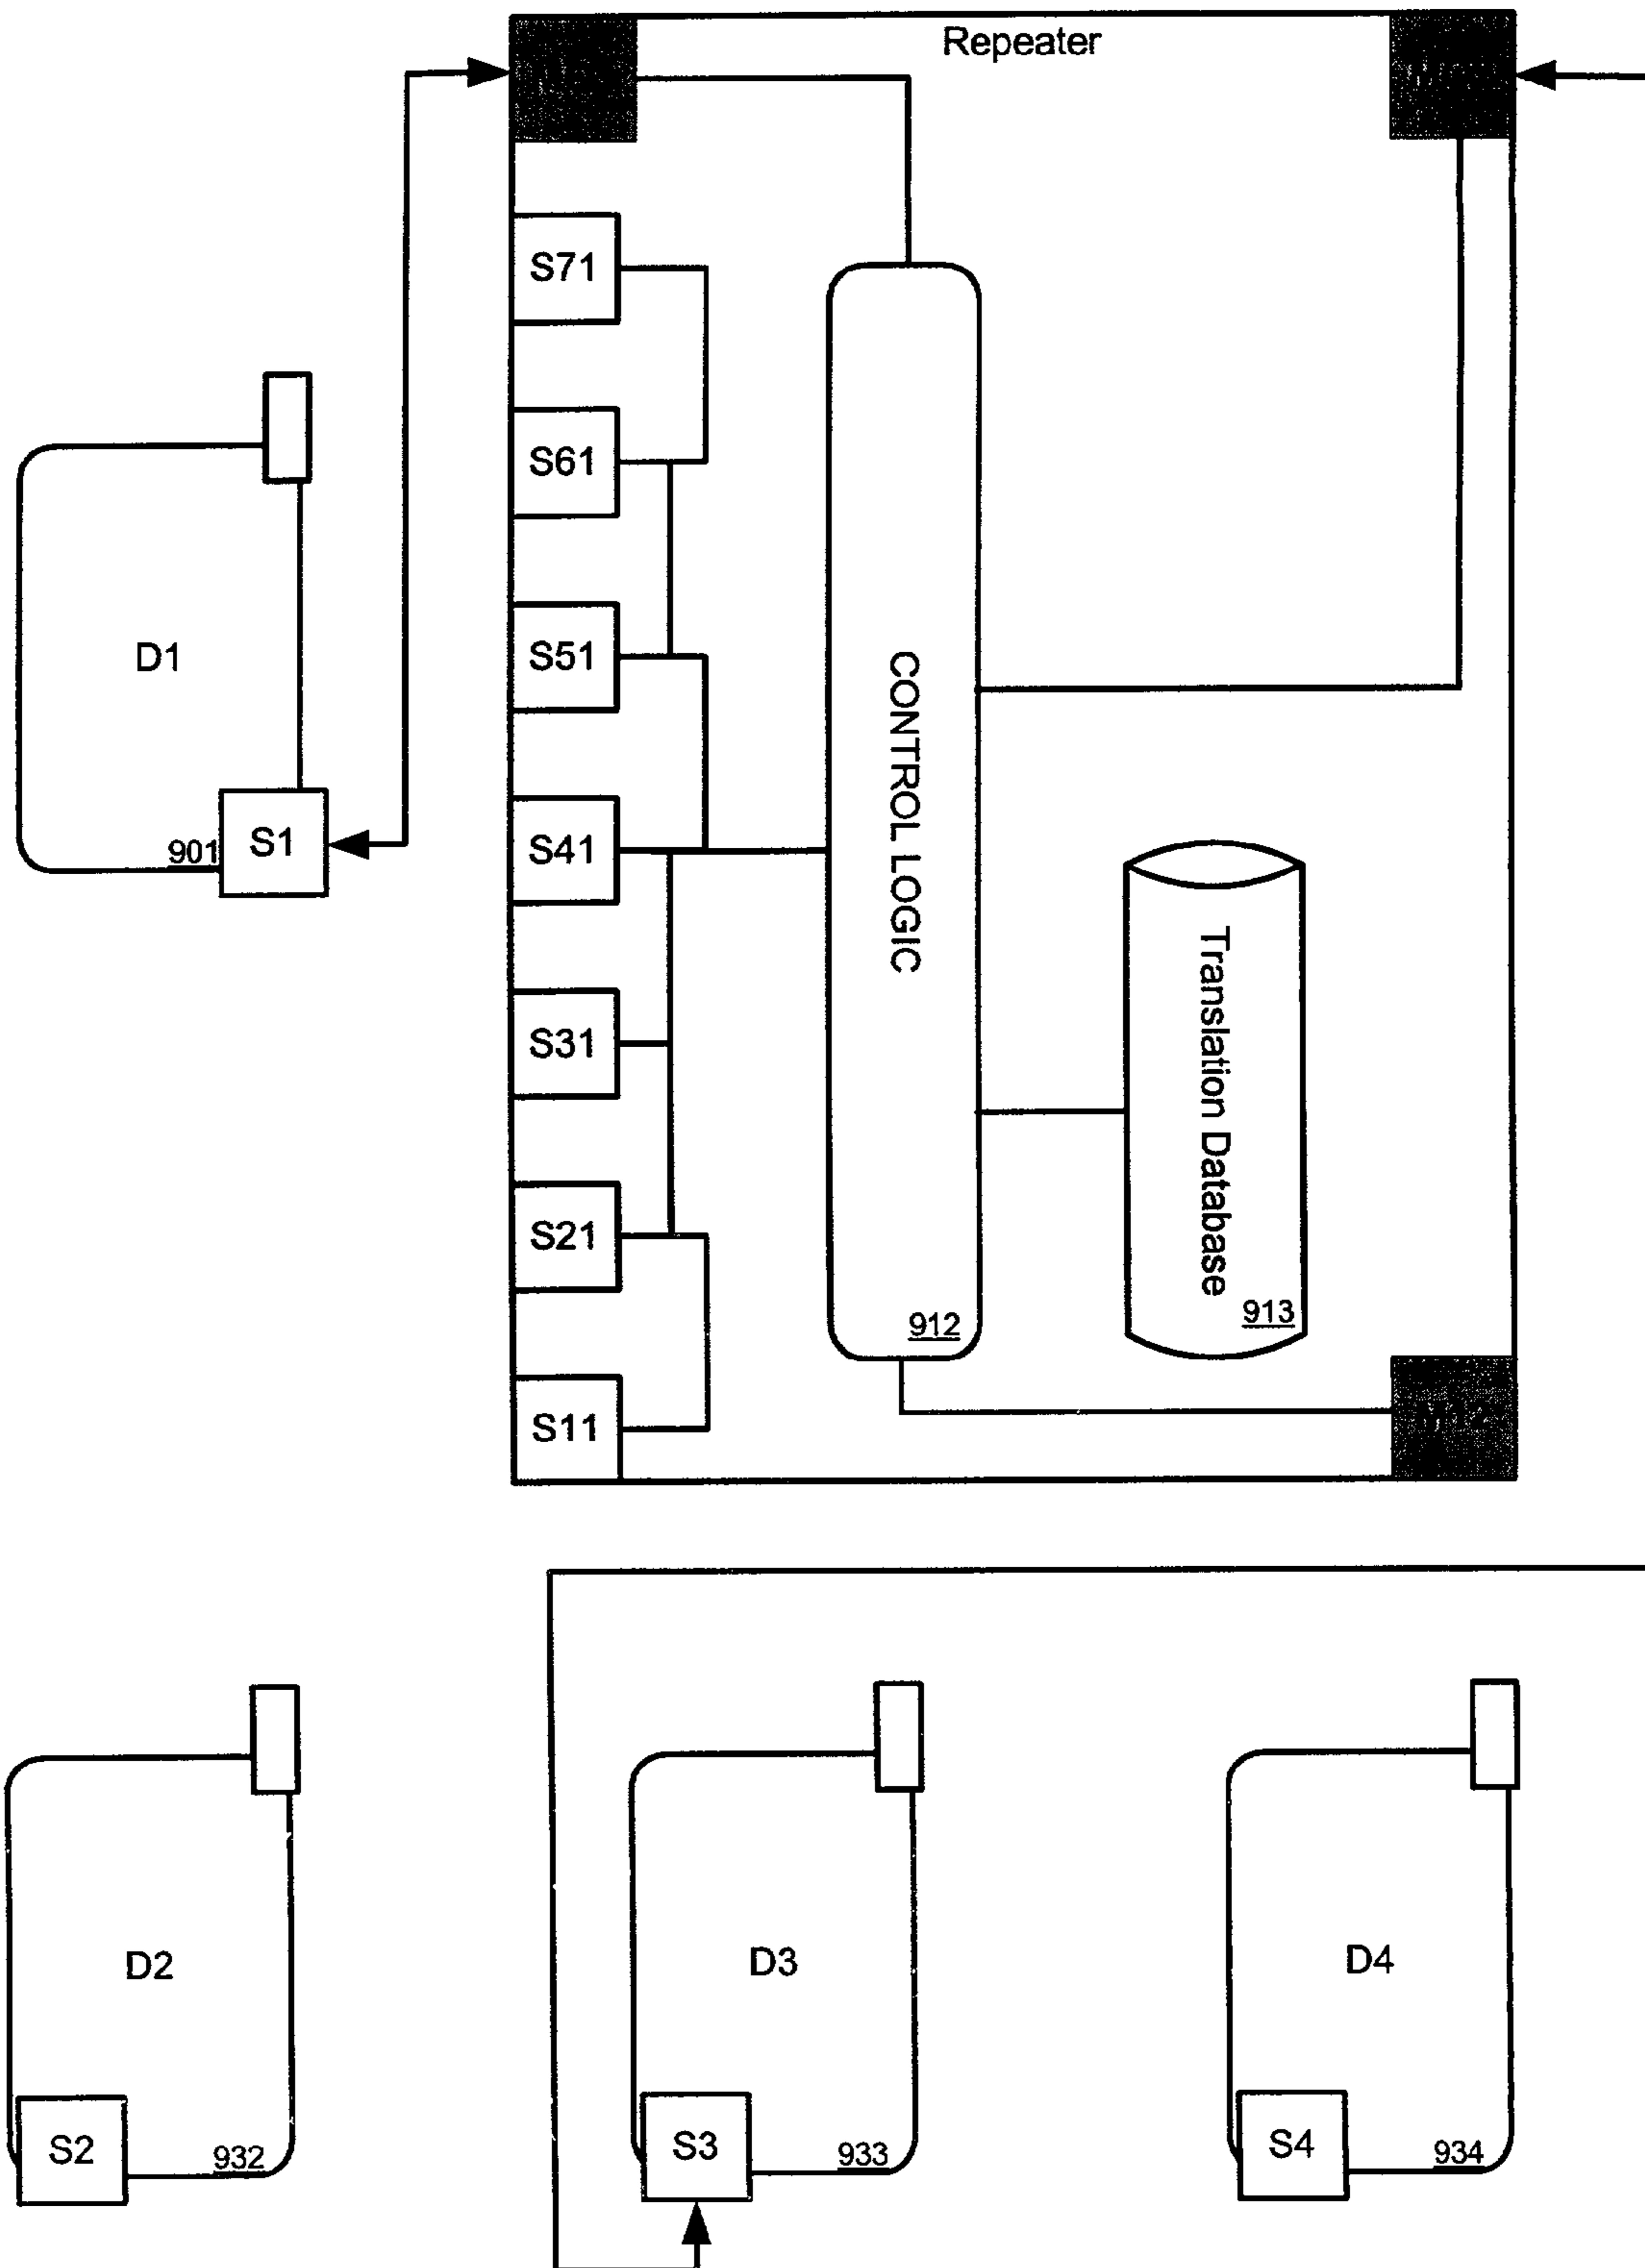 Repeater
S71
S61
S51
S41
S31
S21
S11
CONTROL LOGIC
912
Translation Database
913
D1
901
S1
D2
S2
932
D3
S3
933
D4
S4
934